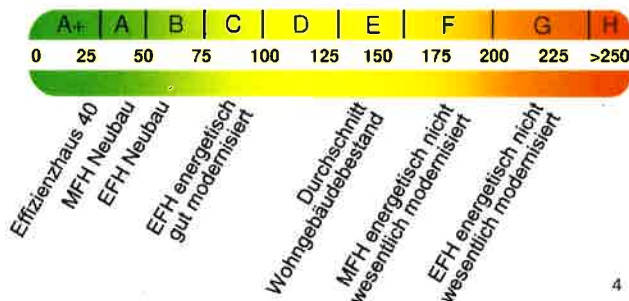 A+ A B C D E F G H
0 25 50 75 100 125 150 175 200 225 >250
Effizienzhaus 40
MFH Neubau
EFH Neubau
EFH energetisch
gut modernisiert
Durchschnitt
Wohngebäudebestand
MFH energetisch nicht
wesentlich modernisiert
EFH energetisch nicht
wesentlich modernisiert
4